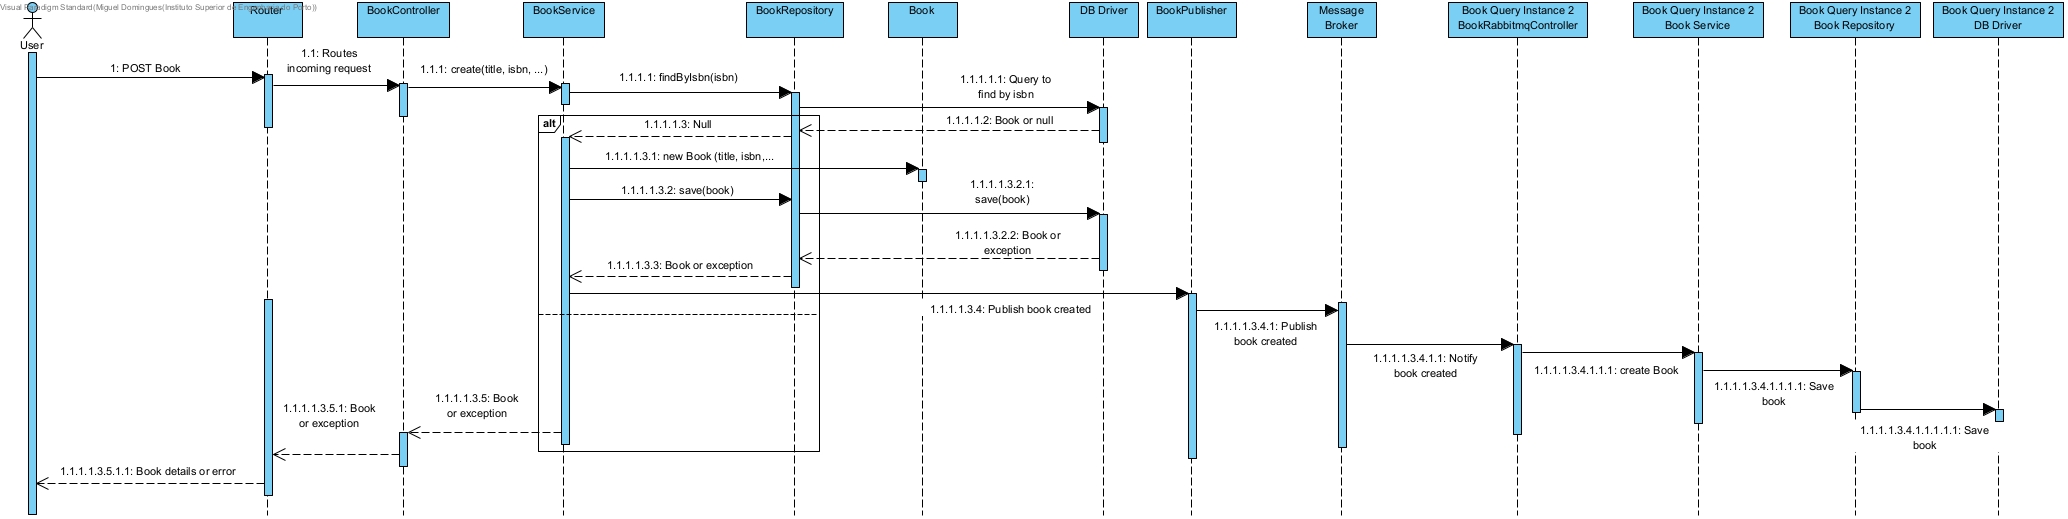 Visual Paradigm Standard(Miguel Domingues(Instituto Superior de Engenharia do Porto))
User
Router
BookController
BookService
BookRepository
Book
DB Driver
BookPublisher
Message
Broker
Book Query Instance 2
BookRabbitmqController
Book Query Instance 2
Book Service
Book Query Instance 2
Book Repository
Book Query Instance 2
DB Driver
1: POST Book
1.1: Routes
incoming request
1.1.1: create(title, isbn, ...)
1.1.1.1: findByIsbn(isbn)
1.1.1.1.1: Query to
find by isbn
alt
1.1.1.1.3: Null
1.1.1.1.2: Book or null
1.1.1.1.3.1: new Book (title, isbn,...
1.1.1.1.3.2: save(book)
1.1.1.1.3.2.1:
save(book)
1.1.1.1.3.2.2: Book or
exception
1.1.1.1.3.3: Book or exception
1.1.1.1.3.4: Publish book created
1.1.1.1.3.4.1: Publish
book created
1.1.1.1.3.4.1.1: Notify
book created
1.1.1.1.3.4.1.1.1: create Book
1.1.1.1.3.4.1.1.1.1: Save
book
1.1.1.1.3.4.1.1.1.1.1: Save
book
1.1.1.1.3.5: Book
or exception
1.1.1.1.3.5.1: Book
or exception
1.1.1.1.3.5.1.1: Book details or error